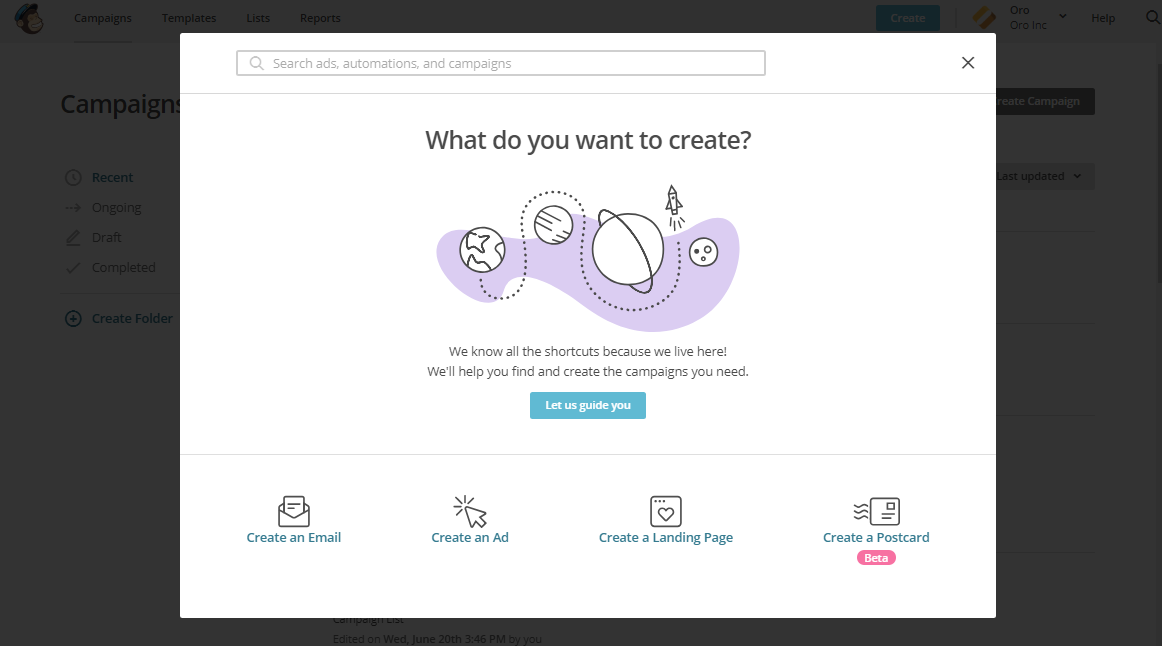 Campaigns Templates Lists Reports Create Oro Help
Oro Inc
Search ads, automations, and campaigns
Campaigns
reate Campaign
What do you want to create?
Recent
Last updated
Ongoing
Draft
Completed
Create Folder
We know all the shortcuts because we live here!
We'll help you find and create the campaigns you need.
Let us guide you
Create an Email Create an Ad Create a Landing Page Create a Postcard
Beta
Campaign List
Edited on Wed, June 20th 3:46 PM by you